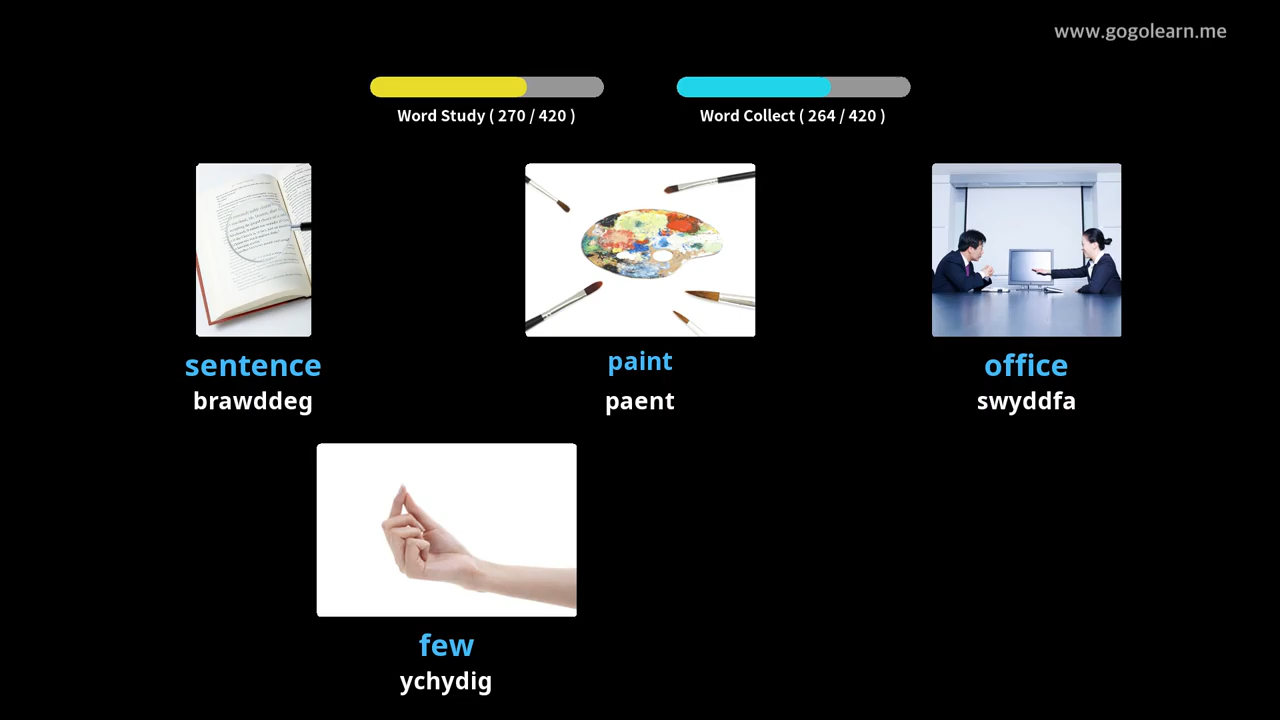 www.gogolearn.me
Word Study ( 270 / 420 )
Word Collect ( 264 / 420 )
sentence
brawddeg
paint
paent
office
swyddfa
few
ychydig